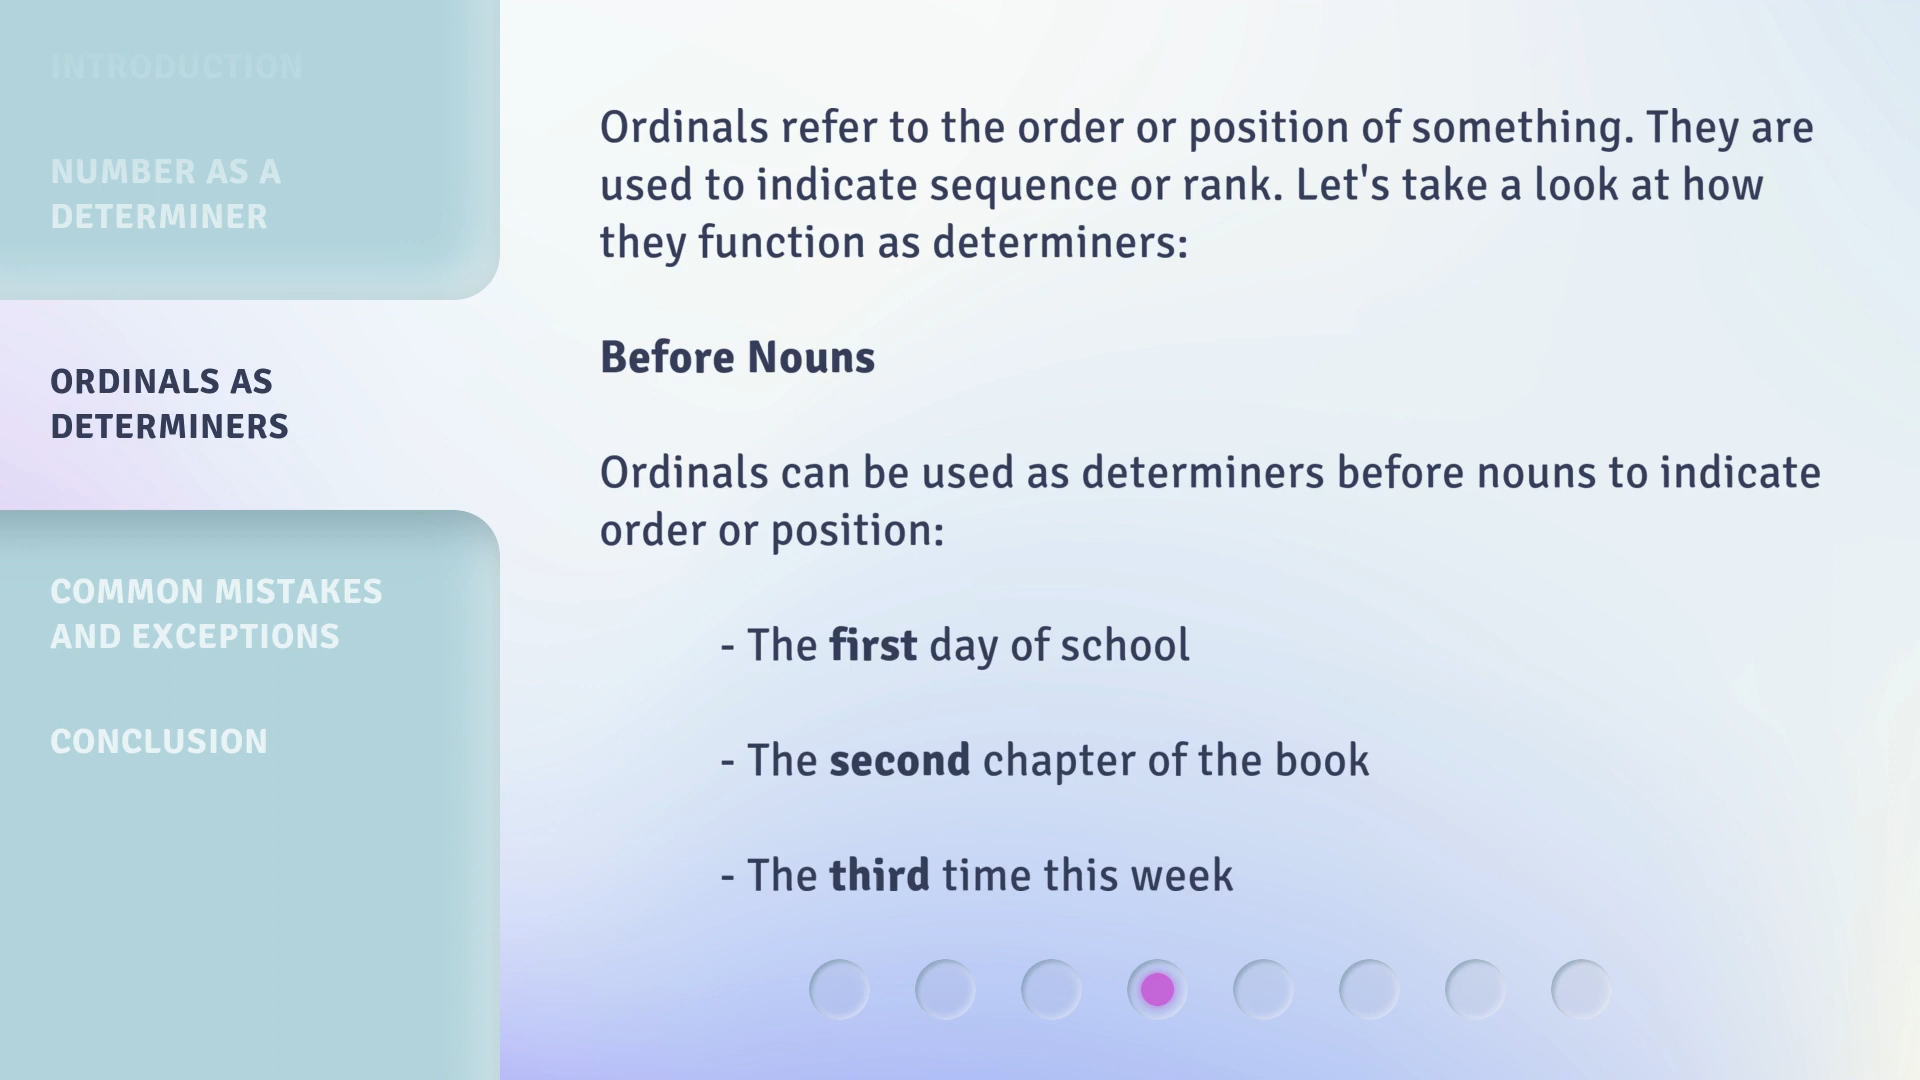 INTRODUCTION
NUMBER AS A
DETERMINER
ORDINALS AS
DETERMINERS
COMMON MISTAKES
AND EXCEPTIONS
CONCLUSION
Ordinals refer to the order or position of something. They are
used to indicate sequence or rank. Let's take a look at how
they function as determiners:
Before Nouns
Ordinals can be used as determiners before nouns to indicate
order or position:
- The first day of school
- The second chapter of the book
- The third time this week